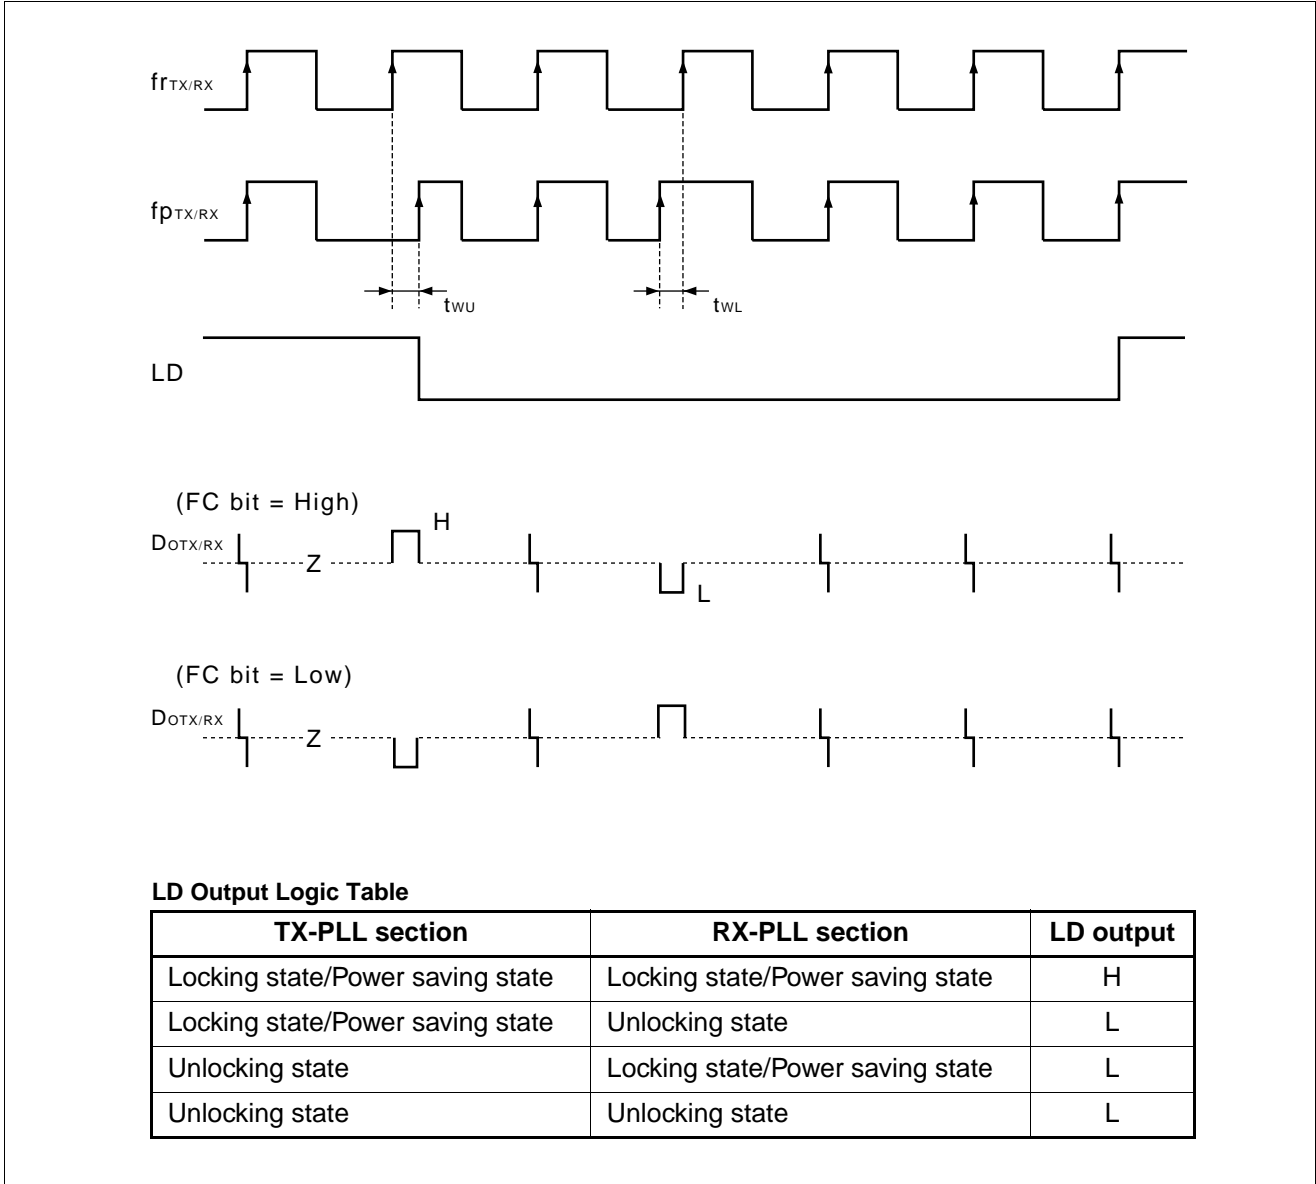 frTX/RX
fpTX/RX
tWU tWL
LD
(FC bit = High)
H
DOTX/RX
Z
L
(FC bit = Low)
DOTX/RX
Z
LD Output Logic Table
TX-PLL section RX-PLL section LD output
Locking state/Power saving state Locking state/Power saving state H
Locking state/Power saving state Unlocking state L
Unlocking state Locking state/Power saving state L
Unlocking state Unlocking state L